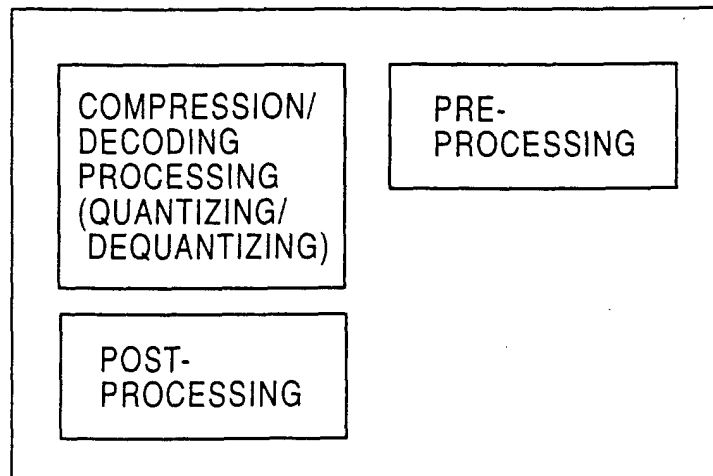 COMPRESSION/
DECODING
PROCESSING
(QUANTIZING/
DEQUANTIZING)
PRE-
PROCESSING
POST-
PROCESSING